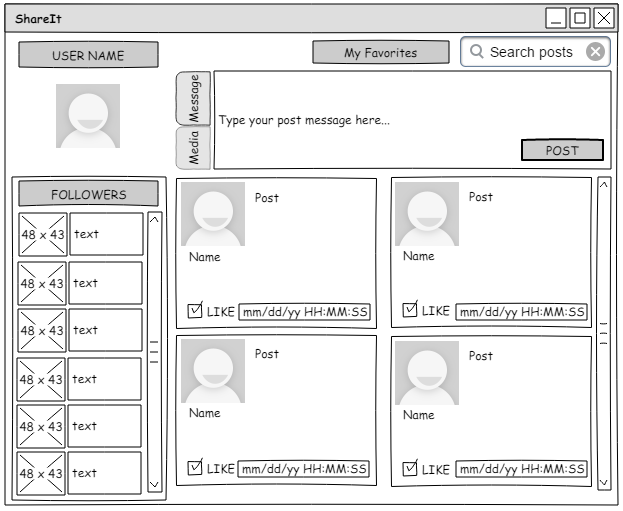 ShareIt
USER NAME
My Favorites
Search posts
Message
Media
Type your post message here...
POST
FOLLOWERS
48 x 43 text
48 x 43 text
48 x 43 text
48 x 43 text
48 x 43 text
48 x 43 text
Post
Name
LIKE mm/dd/yy HH:MM:SS
Post
Name
LIKE mm/dd/yy HH:MM:SS
Post
Name
LIKE mm/dd/yy HH:MM:SS
Post
Name
LIKE mm/dd/yy HH:MM:SS